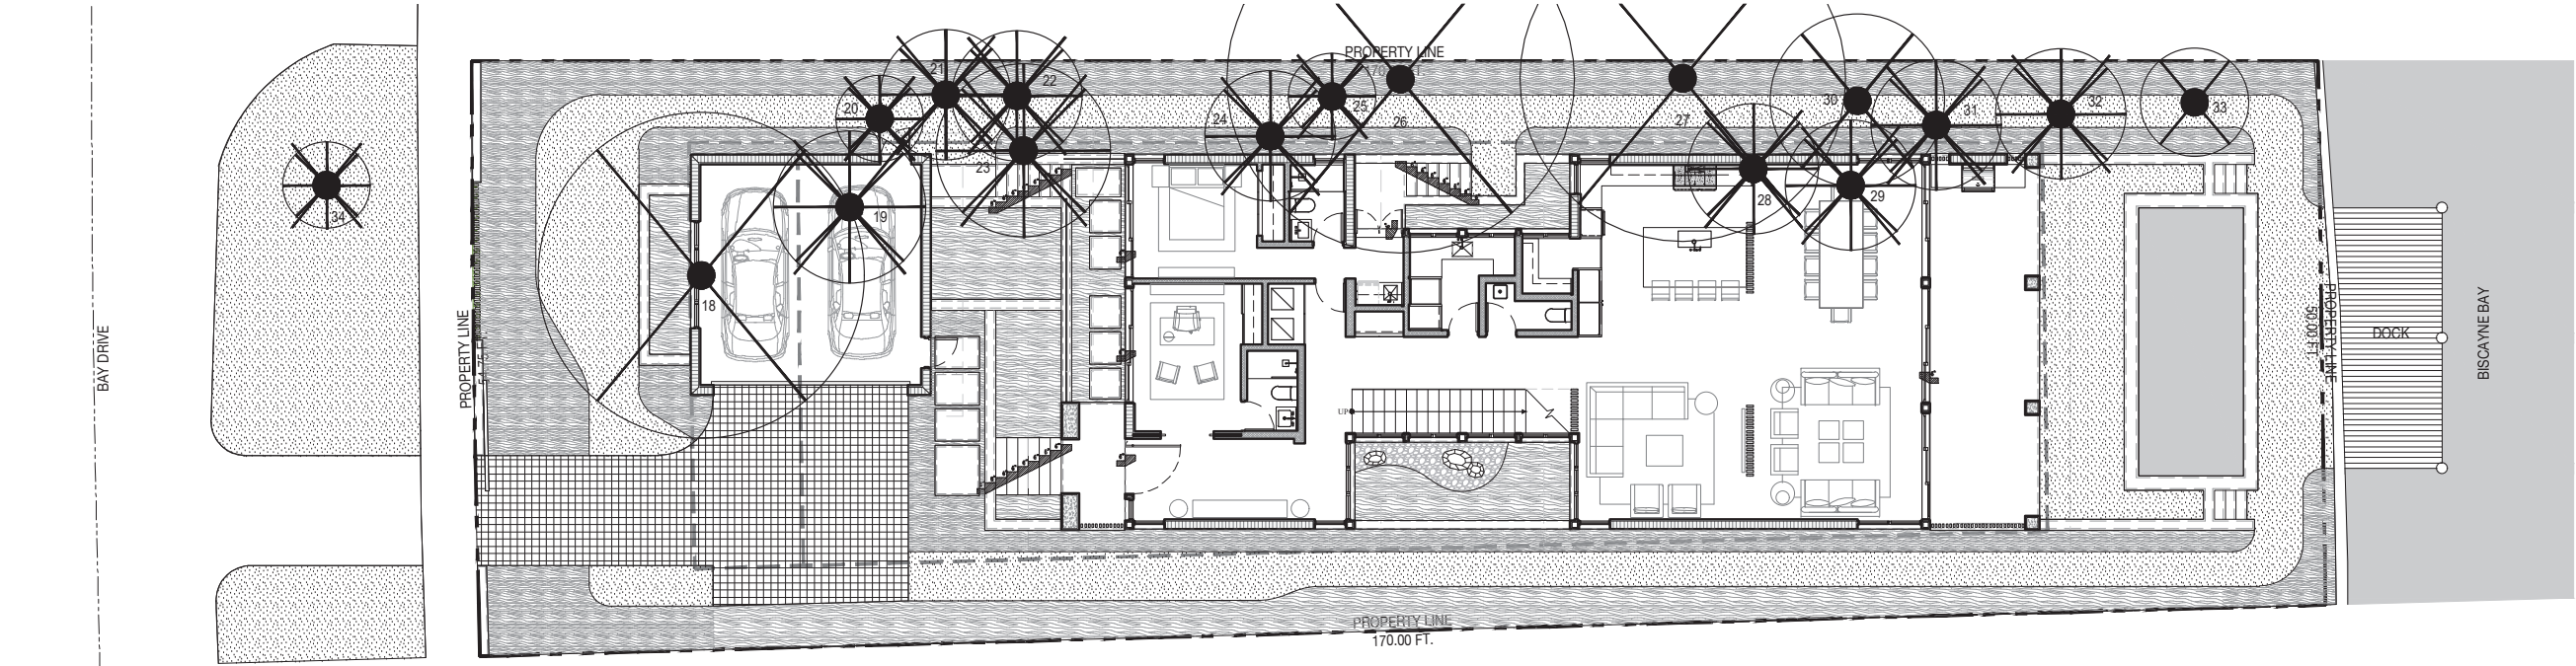 PROPERTY LINE
170.00 FT.
21
22
20
23
24
25
26
27
30
31
32
33
28
29
34
19
18
BAY DRIVE
PROPERTY LINE
UP
PROPERTY LINE
50.00 FT.
DOCK
BISCAYNE BAY
PROPERTY LINE
170.00 FT.